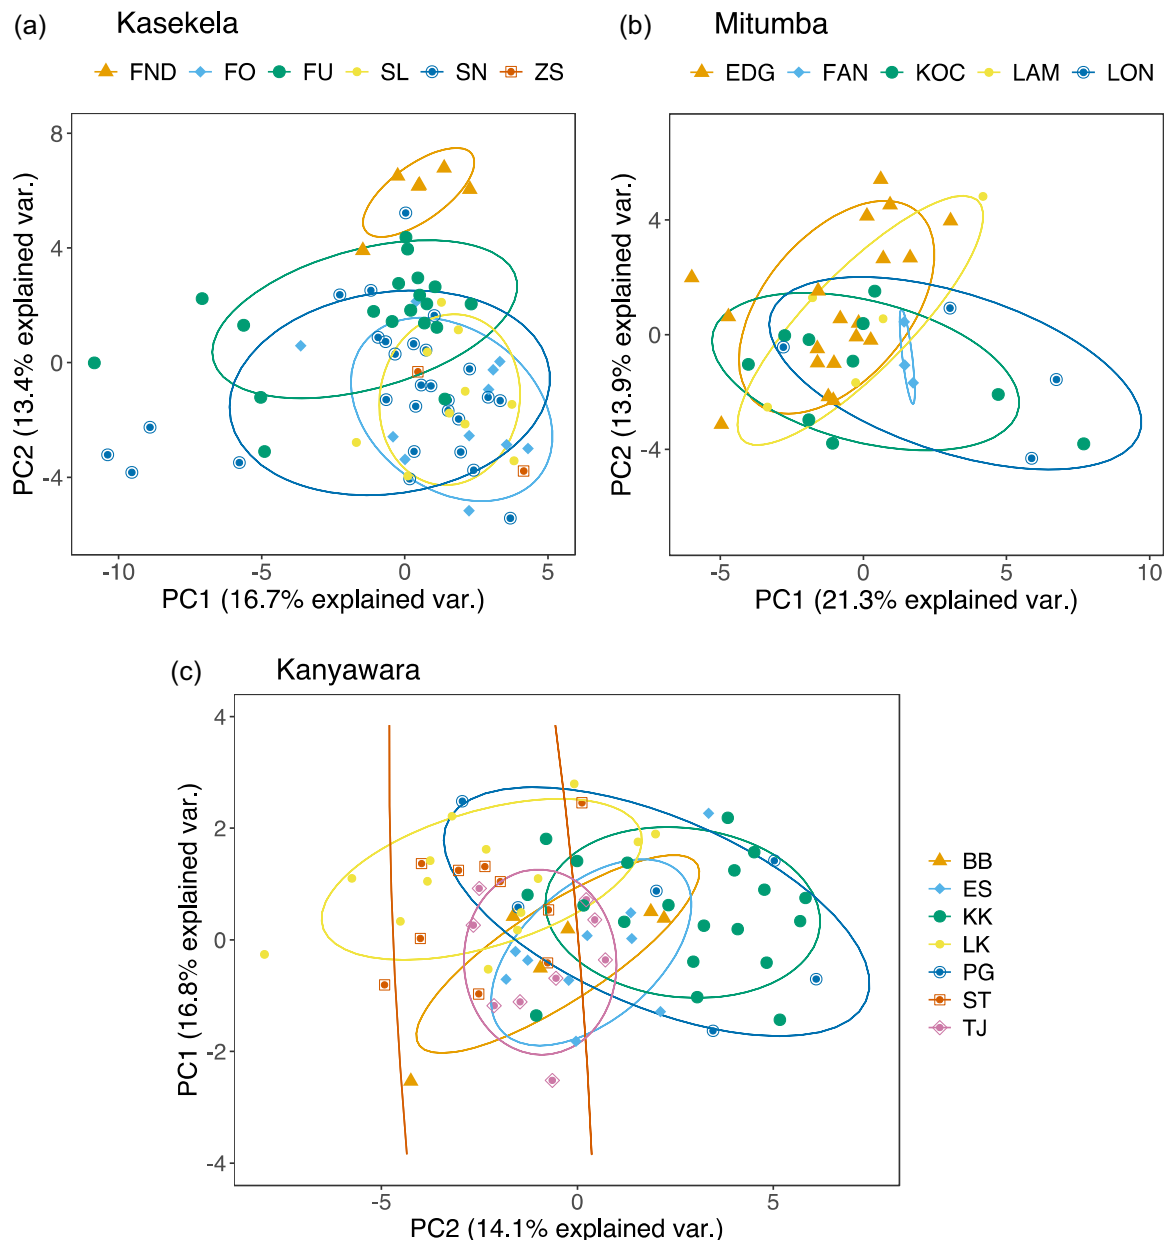 (a) Kasekela
FND FO FU SL SN ZS
8
4
0
-4
-10 -5 0 5
PC1 (16.7% explained var.)
PC2 (13.4% explained var.)
(b) Mitumba
EDG FAN KOC LAM LON
4
0
-4
-5 0 5 10
PC1 (21.3% explained var.)
PC2 (13.9% explained var.)
(c) Kanyawara
4
2
0
-2
-4
-5 0 5
PC2 (14.1% explained var.)
PC1 (16.8% explained var.)
BB
ES
KK
LK
PG
ST
TJ